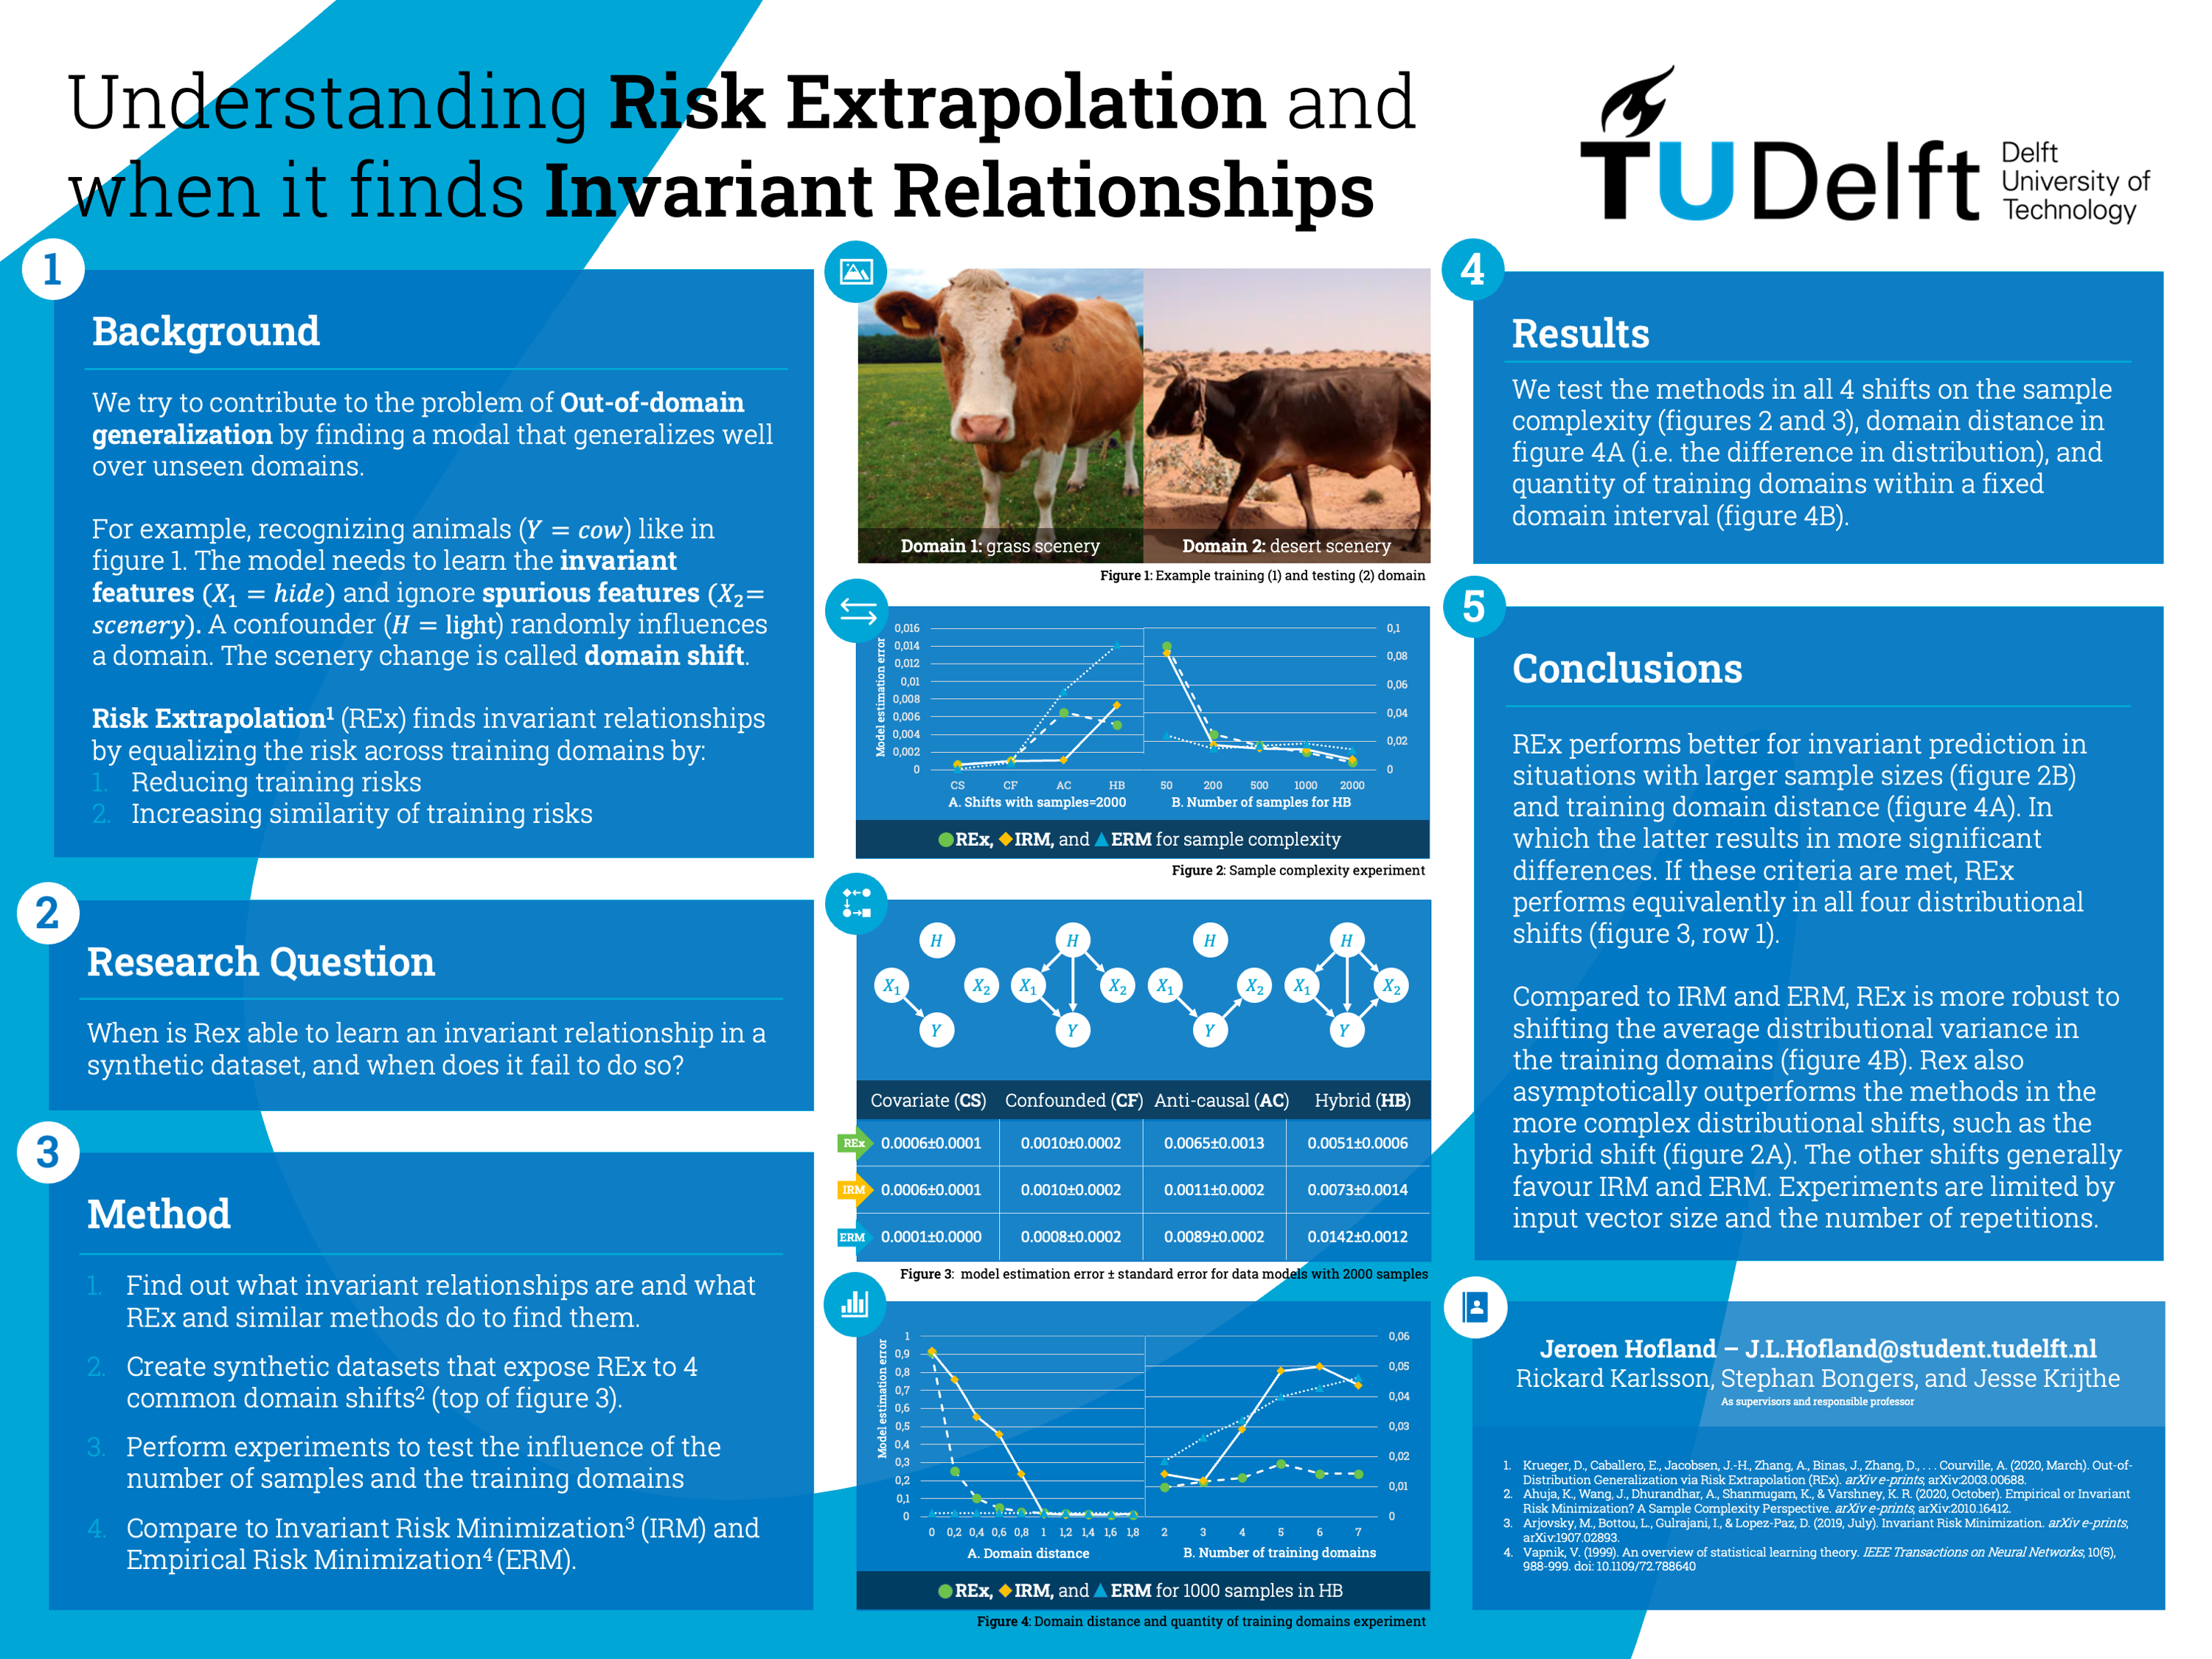 Understanding Risk Extrapolation and
when it finds Invariant Relationships
TUDelft
Delft
University of
Technology
1
Background
We try to contribute to the problem of Out-of-domain
generalization by finding a modal that generalizes well
over unseen domains.
For example, recognizing animals (Y = cow) like in
figure 1. The model needs to learn the invariant
features (X₁ = hide) and ignore spurious features (X₂=
scenery). A confounder (H = light) randomly influences
a domain. The scenery change is called domain shift.
Risk Extrapolation¹ (REx) finds invariant relationships
by equalizing the risk across training domains by:
1. Reducing training risks
2. Increasing similarity of training risks
2
Research Question
When is Rex able to learn an invariant relationship in a
synthetic dataset, and when does it fail to do so?
3
Method
1. Find out what invariant relationships are and what
REx and similar methods do to find them.
2. Create synthetic datasets that expose REx to 4
common domain shifts² (top of figure 3).
3. Perform experiments to test the influence of the
number of samples and the training domains
4. Compare to Invariant Risk Minimization³ (IRM) and
Empirical Risk Minimization⁴ (ERM).
Domain 1: grass scenery
Domain 2: desert scenery
Figure 1: Example training (1) and testing (2) domain
Model estimation error
0,016
0,014
0,012
0,01
0,008
0,006
0,004
0,002
0
CS CF AC HB
A. Shifts with samples=2000
0,1
0,08
0,06
0,04
0,02
0
50 200 500 1000 2000
B. Number of samples for HB
REx, IRM, and ERM for sample complexity
Figure 2: Sample complexity experiment
H H H H
X₁ X₂ X₁ X₂ X₁ X₂ X₁ X₂
Y Y Y Y
Covariate (CS) Confounded (CF) Anti-causal (AC) Hybrid (HB)
REx 0.0006±0.0001 0.0010±0.0002 0.0065±0.0013 0.0051±0.0006
IRM 0.0006±0.0001 0.0010±0.0002 0.0011±0.0002 0.0073±0.0014
ERM 0.0001±0.0000 0.0008±0.0002 0.0089±0.0002 0.0142±0.0012
Figure 3: model estimation error ± standard error for data models with 2000 samples
Model estimation error
1
0,9
0,8
0,7
0,6
0,5
0,4
0,3
0,2
0,1
0
0 0,2 0,4 0,6 0,8 1 1,2 1,4 1,6 1,8
A. Domain distance
0,06
0,05
0,04
0,03
0,02
0,01
0
2 3 4 5 6 7
B. Number of training domains
REx, IRM, and ERM for 1000 samples in HB
Figure 4: Domain distance and quantity of training domains experiment
4
Results
We test the methods in all 4 shifts on the sample
complexity (figures 2 and 3), domain distance in
figure 4A (i.e. the difference in distribution), and
quantity of training domains within a fixed
domain interval (figure 4B).
5
Conclusions
REx performs better for invariant prediction in
situations with larger sample sizes (figure 2B)
and training domain distance (figure 4A). In
which the latter results in more significant
differences. If these criteria are met, REx
performs equivalently in all four distributional
shifts (figure 3, row 1).
Compared to IRM and ERM, REx is more robust to
shifting the average distributional variance in
the training domains (figure 4B). Rex also
asymptotically outperforms the methods in the
more complex distributional shifts, such as the
hybrid shift (figure 2A). The other shifts generally
favour IRM and ERM. Experiments are limited by
input vector size and the number of repetitions.
Jeroen Hofland – J.L.Hofland@student.tudelft.nl
Rickard Karlsson, Stephan Bongers, and Jesse Krijthe
As supervisors and responsible professor
1. Krueger, D., Caballero, E., Jacobsen, J.-H., Zhang, A., Binas, J., Zhang, D., . . . Courville, A. (2020, March). Out-of-
Distribution Generalization via Risk Extrapolation (REx). arXiv e-prints, arXiv:2003.00688.
2. Ahuja, K., Wang, J., Dhurandhar, A., Shanmugam, K., & Varshney, K. R. (2020, October). Empirical or Invariant
Risk Minimization? A Sample Complexity Perspective. arXiv e-prints, arXiv:2010.16412.
3. Arjovsky, M., Bottou, L., Gulrajani, I., & Lopez-Paz, D. (2019, July). Invariant Risk Minimization. arXiv e-prints,
arXiv:1907.02893.
4. Vapnik, V. (1999). An overview of statistical learning theory. IEEE Transactions on Neural Networks, 10(5),
988-999. doi: 10.1109/72.788640